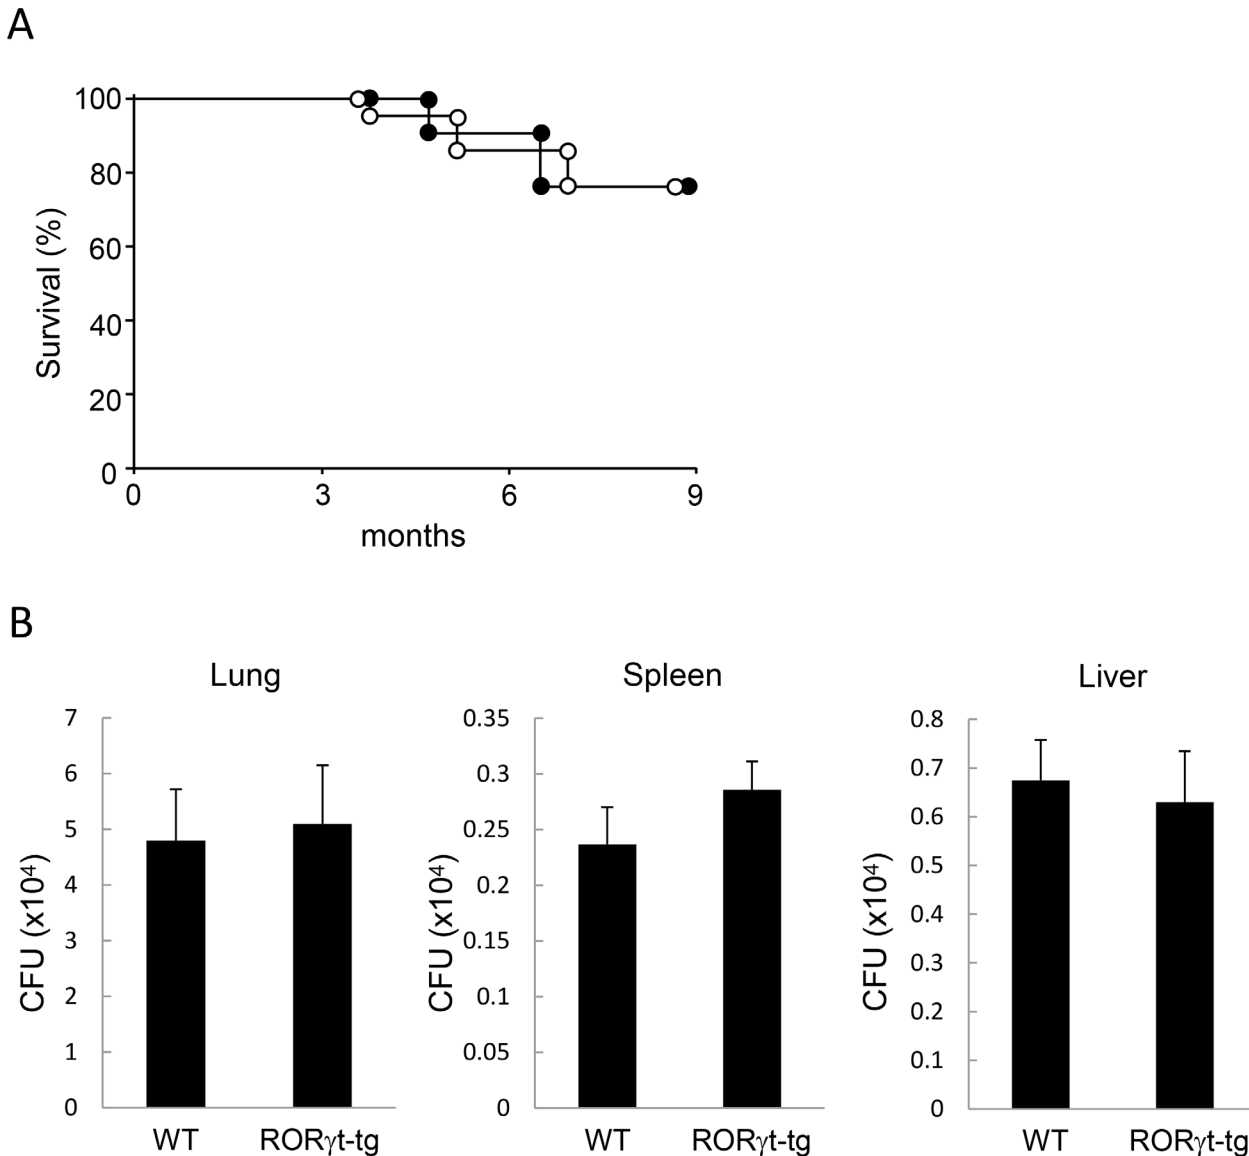 A
100
80
60
40
20
0
Survival (%)
0 3 6 9
months
B
Lung
7
6
5
4
3
2
1
0
CFU (x10⁴)
WT RORγt-tg
Spleen
0.35
0.3
0.25
0.2
0.15
0.1
0.05
0
CFU (x10⁴)
WT RORγt-tg
Liver
0.8
0.7
0.6
0.5
0.4
0.3
0.2
0.1
0
CFU (x10⁴)
WT RORγt-tg